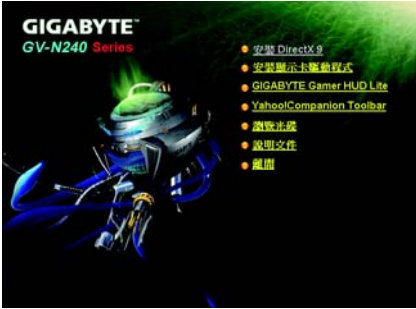 GIGABYTE™
GV-N240 Series
安裝 DirectX 9
安裝顯示卡驅動程式
GIGABYTE Gamer HUD Lite
Yahoo!Companion Toolbar
瀏覽光碟
說明文件
離開